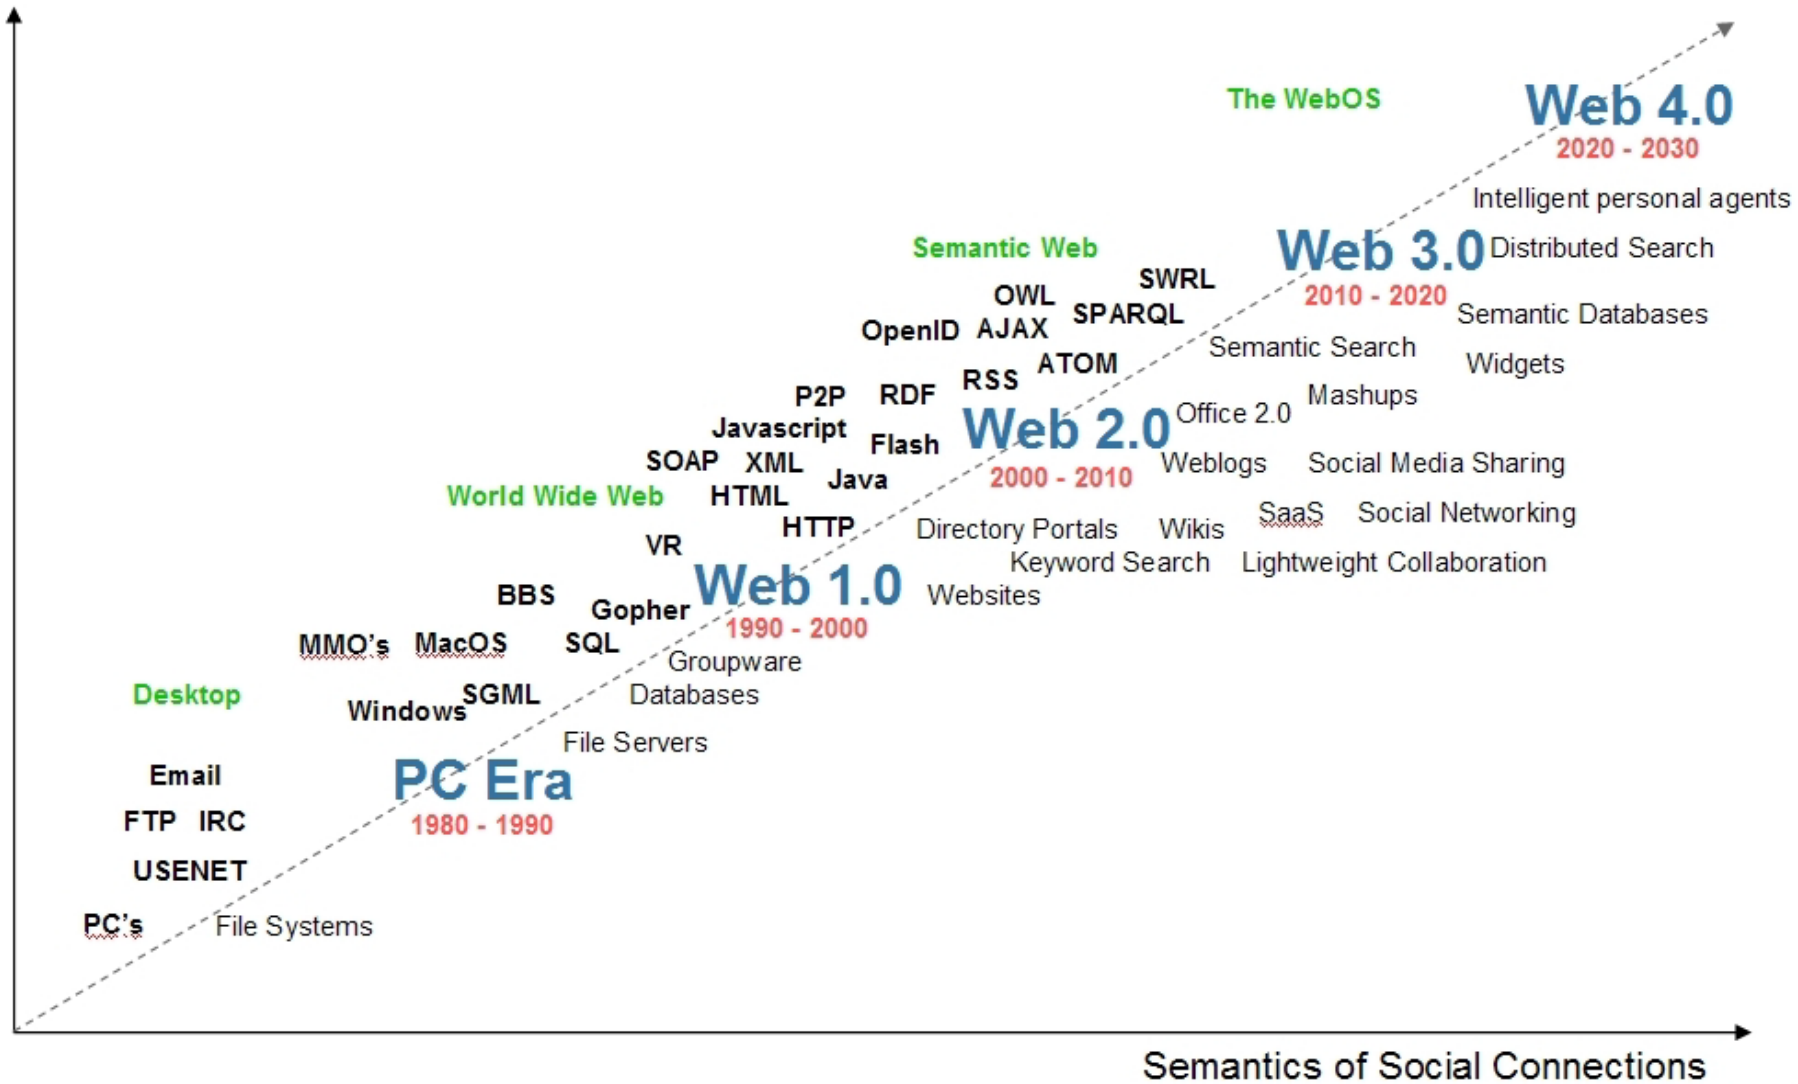 The WebOS
Web 4.0
2020 - 2030
Intelligent personal agents
Semantic Web
Web 3.0
Distributed Search
SWRL
2010 - 2020
OWL
SPARQL
Semantic Databases
OpenID
AJAX
Semantic Search
ATOM
Widgets
RSS
P2P
RDF
Mashups
Javascript
Web 2.0
Office 2.0
Flash
SOAP
XML
Weblogs
Social Media Sharing
Java
2000 - 2010
World Wide Web
HTML
SaaS
Social Networking
HTTP
Directory Portals
Wikis
VR
Keyword Search
Lightweight Collaboration
Web 1.0
BBS
Websites
Gopher
1990 - 2000
MMO's
MacOS
SQL
Groupware
Desktop
SGML
Databases
Windows
File Servers
Email
PC Era
FTP
IRC
1980 - 1990
USENET
PC's
File Systems
Semantics of Social Connections